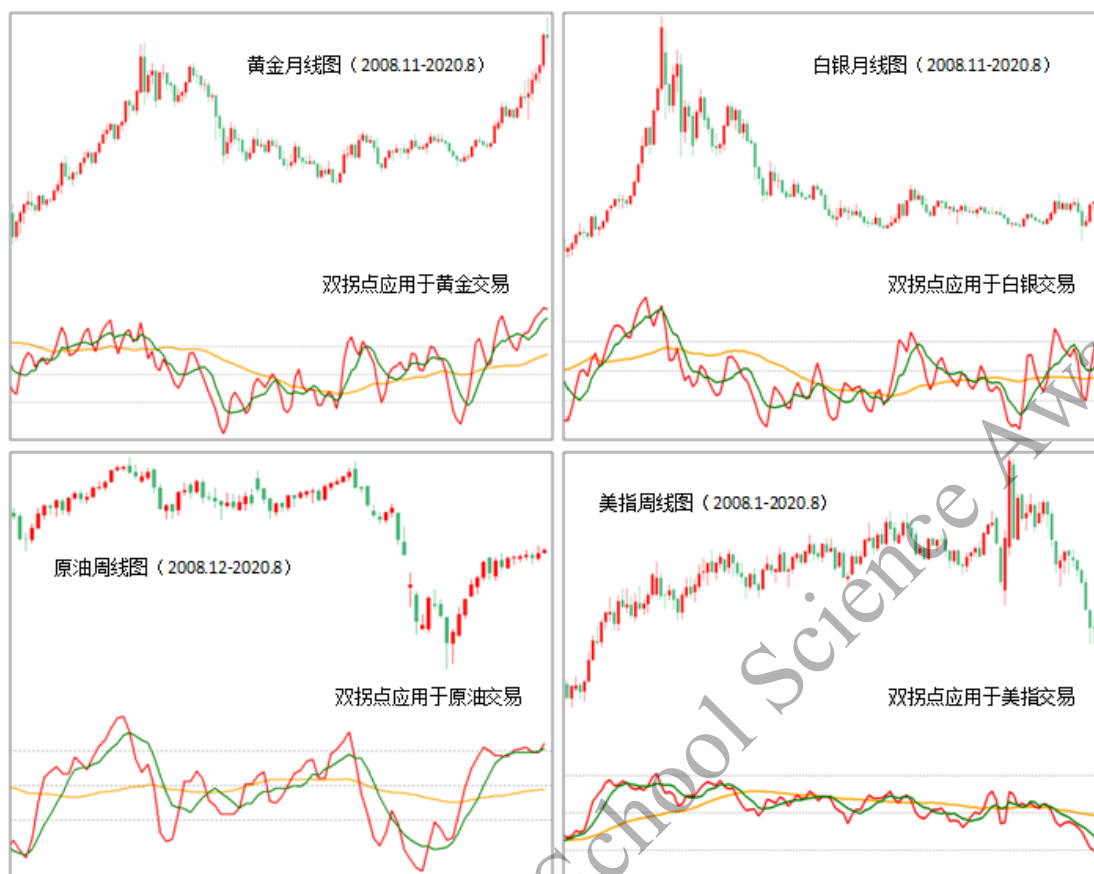 黄金月线图（2008.11-2020.8）
双拐点应用于黄金交易
白银月线图（2008.11-2020.8）
双拐点应用于白银交易
原油周线图（2008.12-2020.8）
双拐点应用于原油交易
美指周线图（2008.1-2020.8）
双拐点应用于美指交易
School Science